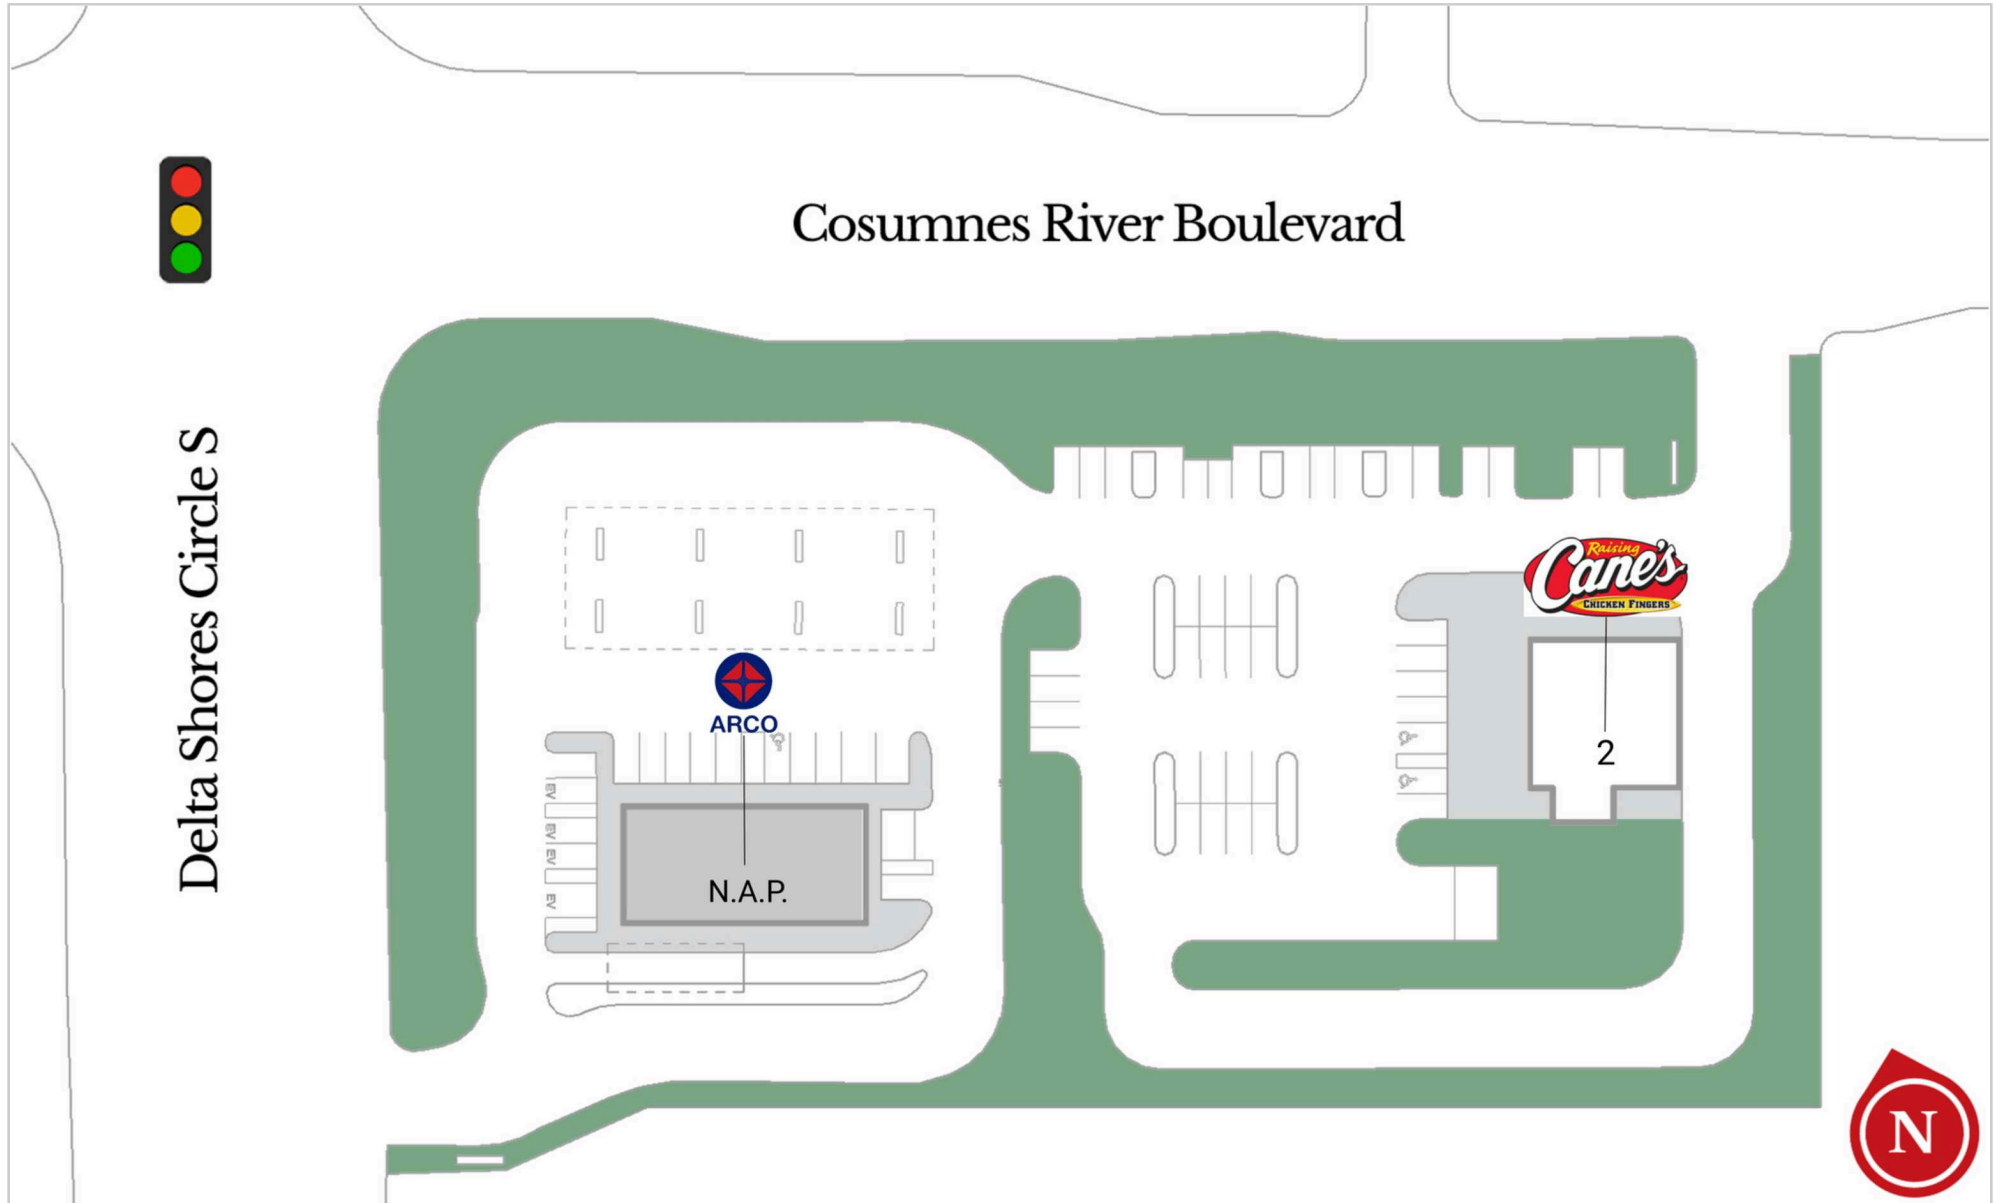 Cosumnes River Boulevard
Delta Shores Circle S
Raising
Cane's
CHICKEN FINGERS
ARCO
2
EV
EV
EV
EV
N.A.P.
N